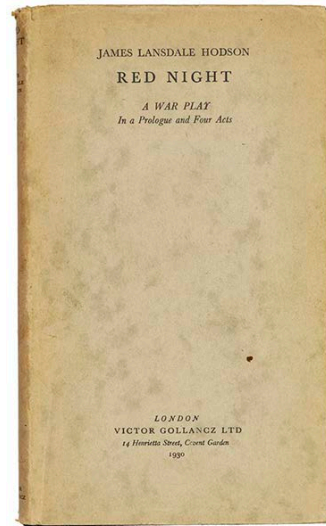 JAMES LANSDALE HODSON
RED NIGHT
A WAR PLAY
In a Prologue and Four Acts
LONDON
VICTOR GOLLANCZ LTD
14 Henrietta Street, Covent Garden
1930